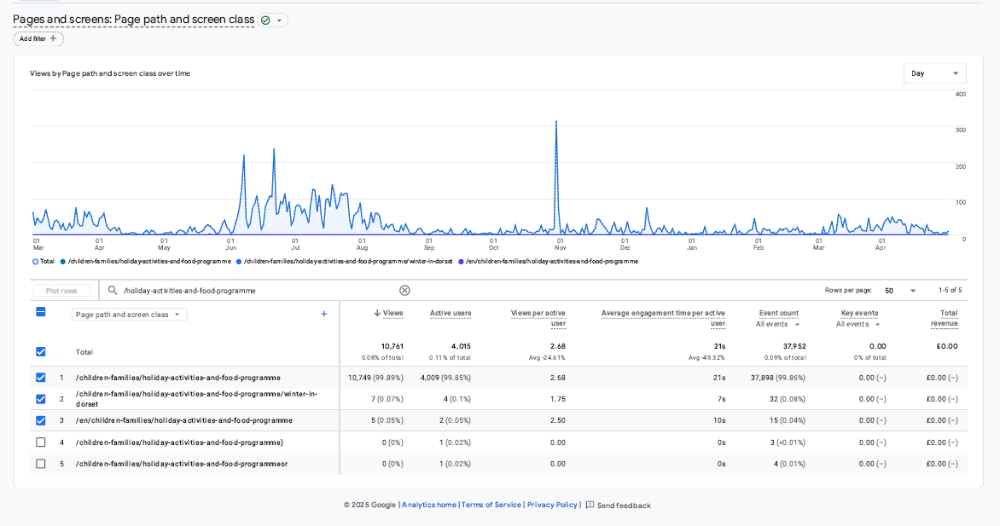 Pages and screens: Page path and screen class
Add filter +
Views by Page path and screen class over time
Day
400
300
200
100
0
01 Mar
01 Apr
01 May
01 Jun
01 Jul
01 Aug
01 Sep
01 Oct
01 Nov
01 Dec
01 Jan
01 Feb
01 Mar
01 Apr
Total /children-families/holiday-activities-and-food-programme /children-families/holiday-activities-and-food-programme/winter-in-dorset /en/children-families/holiday-activities-and-food-programme
Plot rows /holiday-activities-and-food-programme Rows per page: 50 1-5 of 5
Page path and screen class + ↓ Views Active users Views per active user Average engagement time per active user Event count All events Key events All events Total revenue
Total 10,761 4,015 2.68 21s 37,952 0.00 £0.00
0.08% of total 0.11% of total Avg -24.61% Avg -49.32% 0.09% of total 0% of total
1 /children-families/holiday-activities-and-food-programme 10,749 (99.89%) 4,009 (99.85%) 2.68 21s 37,898 (99.86%) 0.00 (–) £0.00 (–)
2 /children-families/holiday-activities-and-food-programme/winter-in-dorset 7 (0.07%) 4 (0.1%) 1.75 7s 32 (0.08%) 0.00 (–) £0.00 (–)
3 /en/children-families/holiday-activities-and-food-programme 5 (0.05%) 2 (0.05%) 2.50 10s 15 (0.04%) 0.00 (–) £0.00 (–)
4 /children-families/holiday-activities-and-food-programme) 0 (0%) 1 (0.02%) 0.00 0s 3 (<0.01%) 0.00 (–) £0.00 (–)
5 /children-families/holiday-activities-and-food-programmeor 0 (0%) 1 (0.02%) 0.00 0s 4 (0.01%) 0.00 (–) £0.00 (–)
© 2025 Google | Analytics home | Terms of Service | Privacy Policy | Send feedback